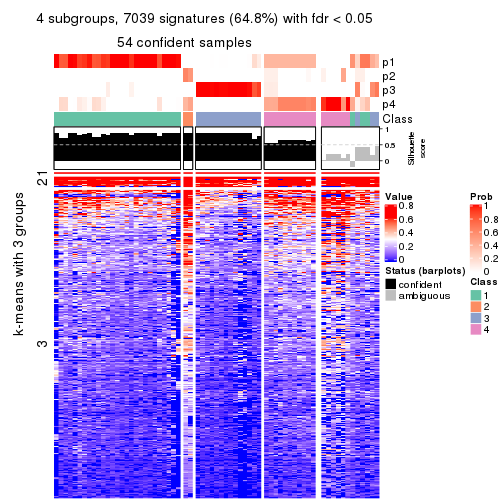 4 subgroups, 7039 signatures (64.8%) with fdr < 0.05
54 confident samples
p1
p2
p3
p4
Class
1
0.5
0
Silhouette
score
k-means with 3 groups
2
1
3
Value
0.8
0.6
0.4
0.2
0
Status (barplots)
confident
ambiguous
Prob
1
0.8
0.6
0.4
0.2
0
Class
1
2
3
4